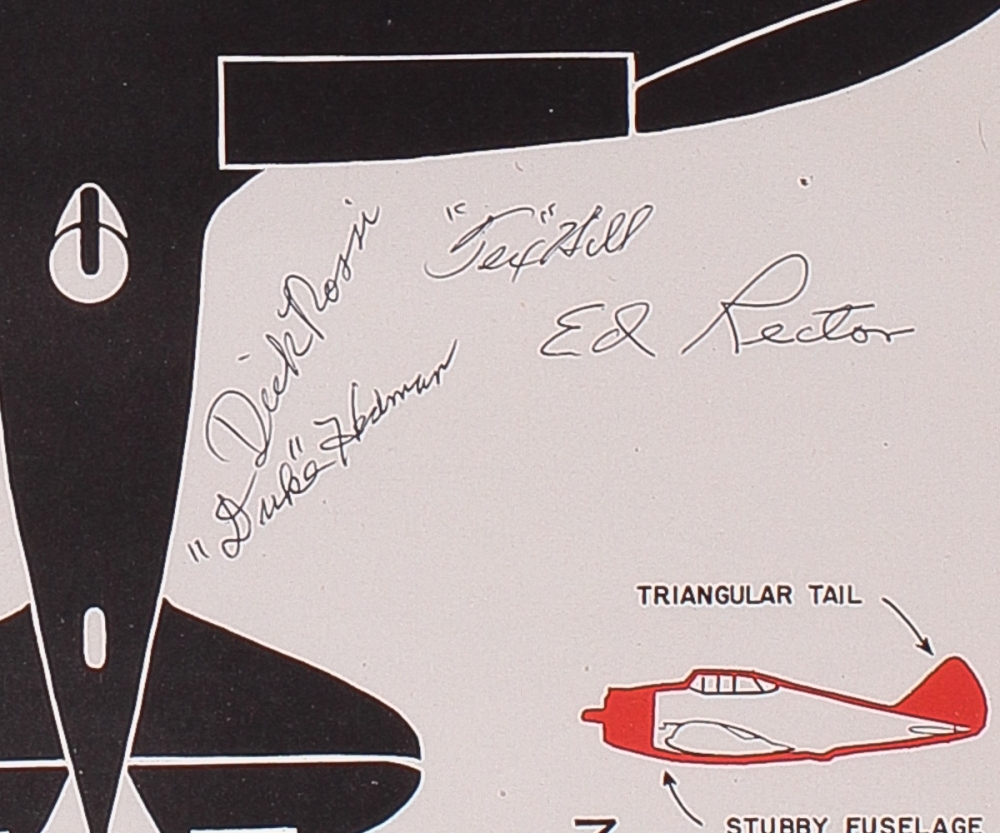 "Tex" Hill
Dick Rossi
Ed Rector
"Duke" Hedman
TRIANGULAR TAIL
STUBBY FUSELAGE